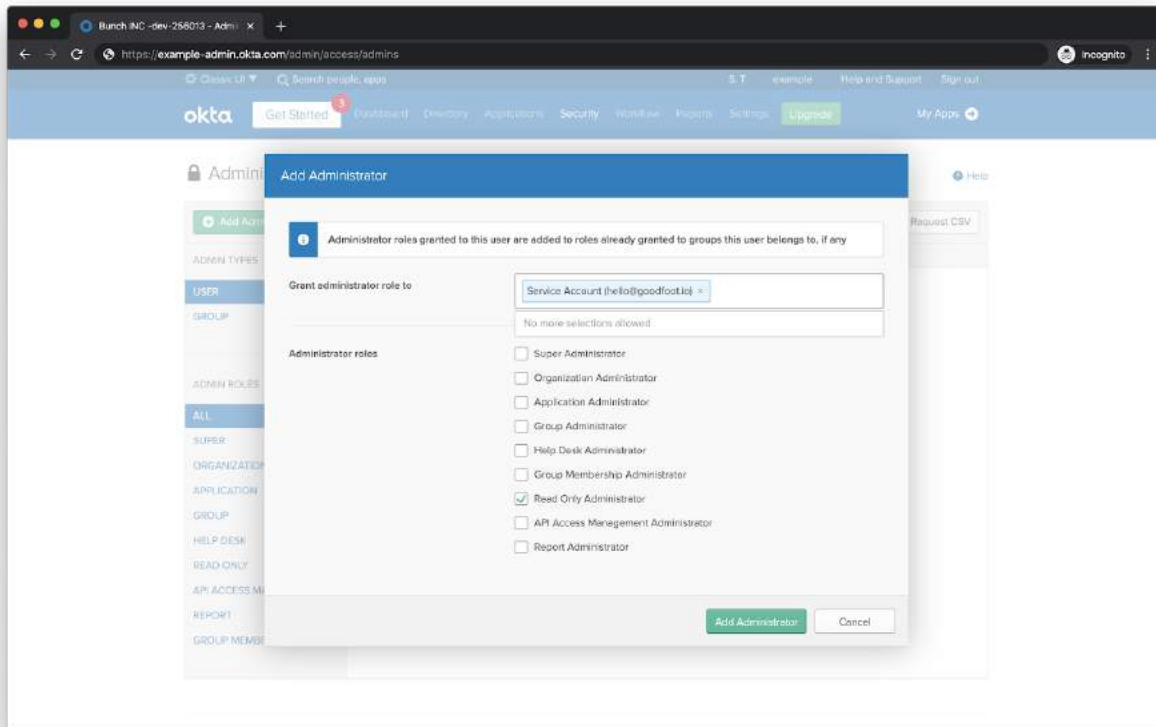 Bunch INC -dev-256013 - Admi
https://example-admin.okta.com/admin/access/admins
Incognito
Classic UI
Search people, apps
S. T
example
Help and Support
Sign out
okta
Get Started
3
Dashboard
Directory
Applications
Security
Workflow
Reports
Settings
Upgrade
My Apps
Admini
Help
Add Administrator
Add Adm
Request CSV
Administrator roles granted to this user are added to roles already granted to groups this user belongs to, if any
ADMIN TYPES
USER
GROUP
Grant administrator role to
Service Account (hello@goodfoot.io) ×
No more selections allowed
Administrator roles
Super Administrator
Organization Administrator
Application Administrator
Group Administrator
Help Desk Administrator
Group Membership Administrator
Read Only Administrator
API Access Management Administrator
Report Administrator
ADMIN ROLES
ALL
SUPER
ORGANIZATION
APPLICATION
GROUP
HELP DESK
READ ONLY
API ACCESS MA
REPORT
GROUP MEMBE
Add Administrator
Cancel